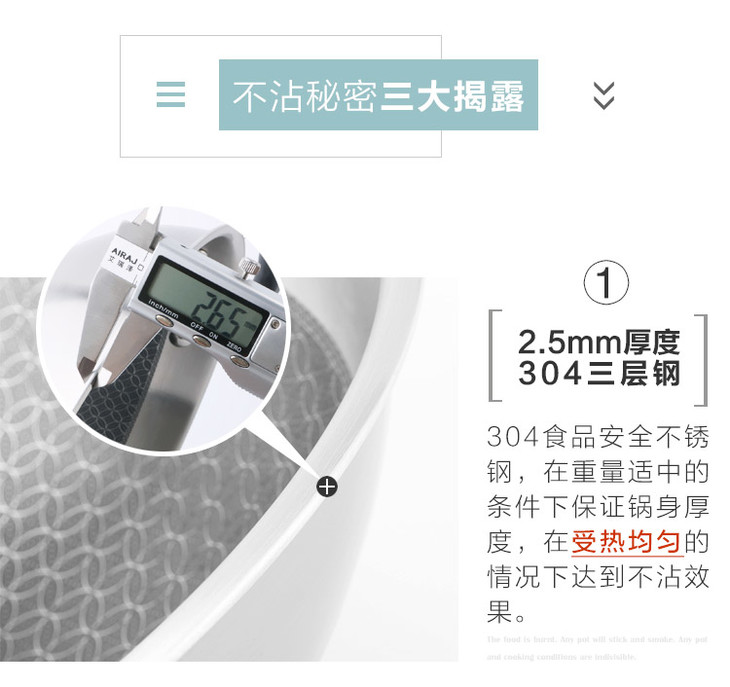 不沾秘密三大揭露
AIRAJ
艾瑞泽
2.65
inch/mm
OFF
ON
ZERO
1
2.5mm厚度
304三层钢
304食品安全不锈
钢，在重量适中的
条件下保证锅身厚
度，在受热均匀的
情况下达到不沾效
果。
The food is burnt. Any pot will stick and smoke. Any pot
and cooking conditions are indivisible.